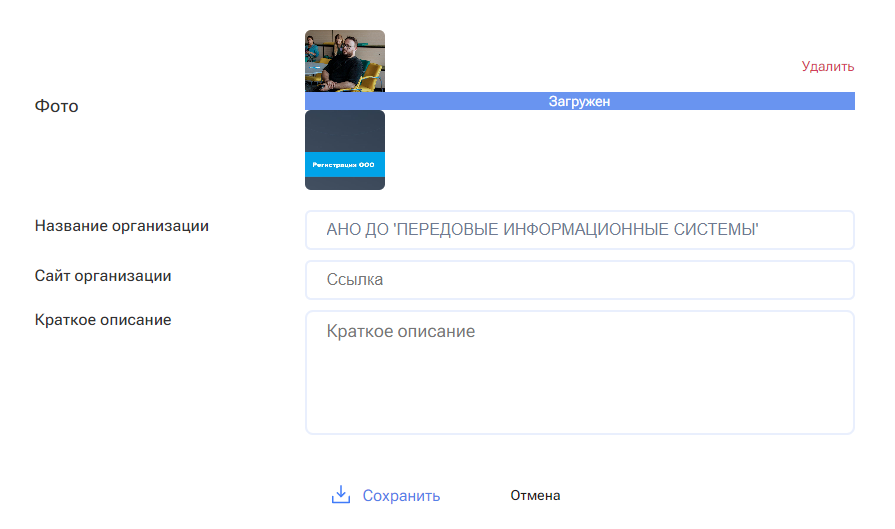 Удалить
Фото
Загружен
Регистрация ООО
Название организации
АНО ДО 'ПЕРЕДОВЫЕ ИНФОРМАЦИОННЫЕ СИСТЕМЫ'
Сайт организации
Ссылка
Краткое описание
Краткое описание
Сохранить
Отмена